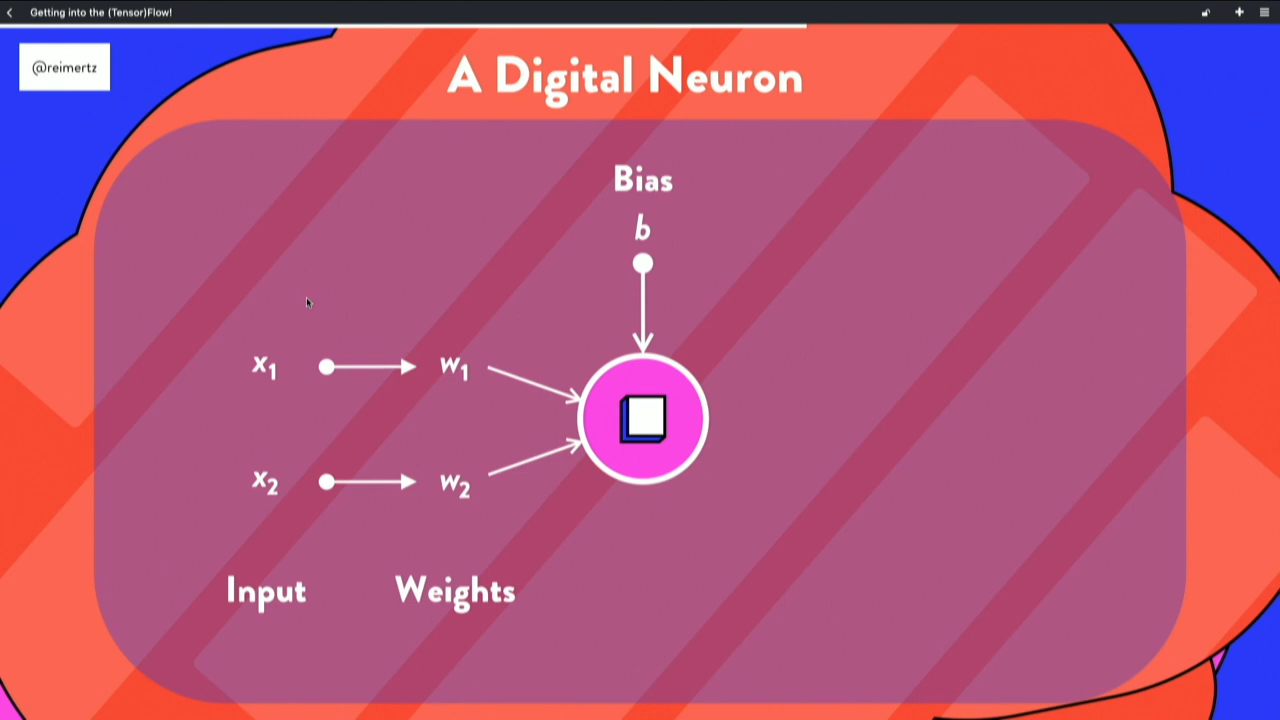 Getting into the (Tensor)Flow!
@reimertz
A Digital Neuron
Bias
b
x₁ w₁
x₂ w₂
Input Weights